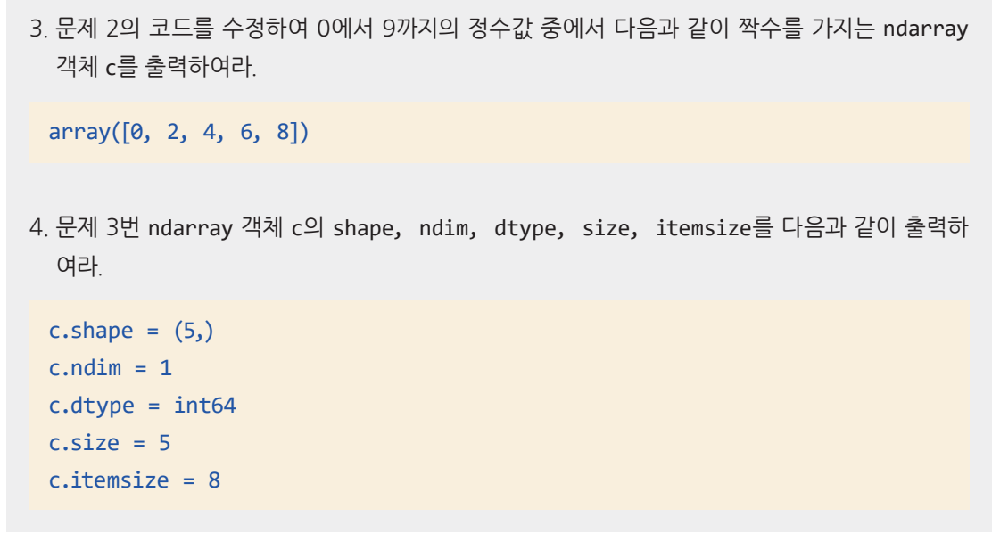 3. 문제 2의 코드를 수정하여 0에서 9까지의 정수값 중에서 다음과 같이 짝수를 가지는 ndarray
객체 c를 출력하여라.
array([0, 2, 4, 6, 8])
4. 문제 3번 ndarray 객체 c의 shape, ndim, dtype, size, itemsize를 다음과 같이 출력하
여라.
c.shape = (5,)
c.ndim = 1
c.dtype = int64
c.size = 5
c.itemsize = 8